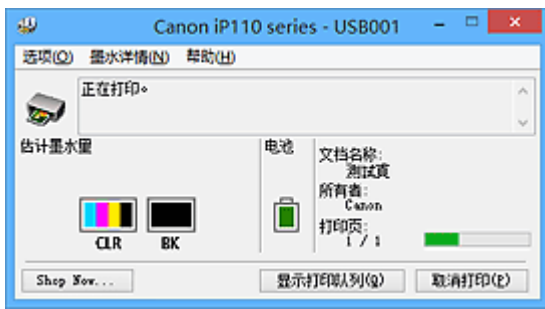 Canon iP110 series - USB001
选项(O) 墨水详情(N) 帮助(H)
正在打印。
估计墨水量
电池
文档名称:
测试页
所有者:
Canon
打印页:
1 / 1
CLR BK
Shop Now...
显示打印队列(Q)
取消打印(P)